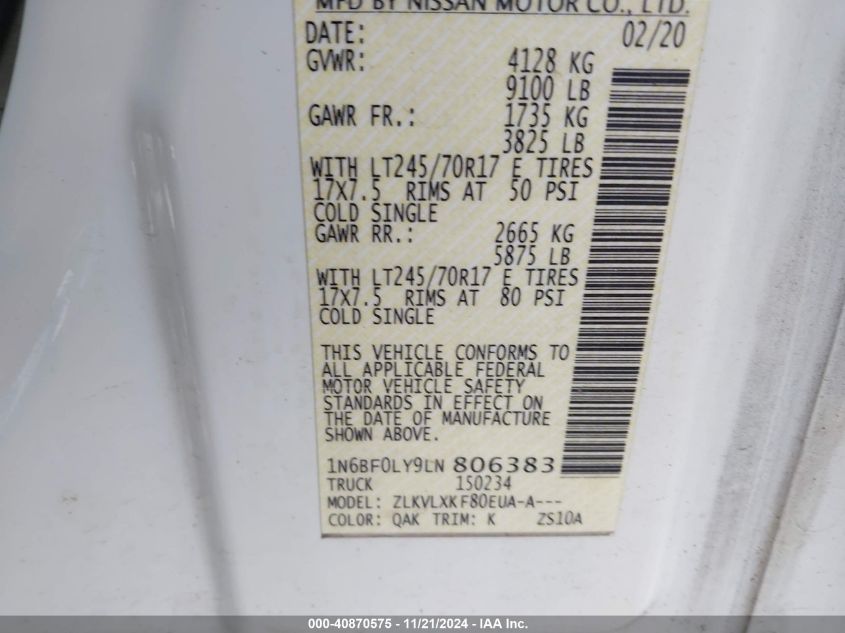 MFD BY NISSAN MOTOR CO., LTD.
DATE: 02/20
GVWR: 4128 KG
9100 LB
GAWR FR.: 1735 KG
3825 LB
WITH LT245/70R17 E TIRES
17X7.5 RIMS AT 50 PSI
COLD SINGLE
GAWR RR.: 2665 KG
5875 LB
WITH LT245/70R17 E TIRES
17X7.5 RIMS AT 80 PSI
COLD SINGLE
THIS VEHICLE CONFORMS TO
ALL APPLICABLE FEDERAL
MOTOR VEHICLE SAFETY
STANDARDS IN EFFECT ON
THE DATE OF MANUFACTURE
SHOWN ABOVE.
1N6BF0LY9LN 806383
TRUCK 150234
MODEL: ZLKVLXKF80EUA-A---
COLOR: QAK TRIM: K ZS10A
000-40870575 - 11/21/2024 - IAA Inc.